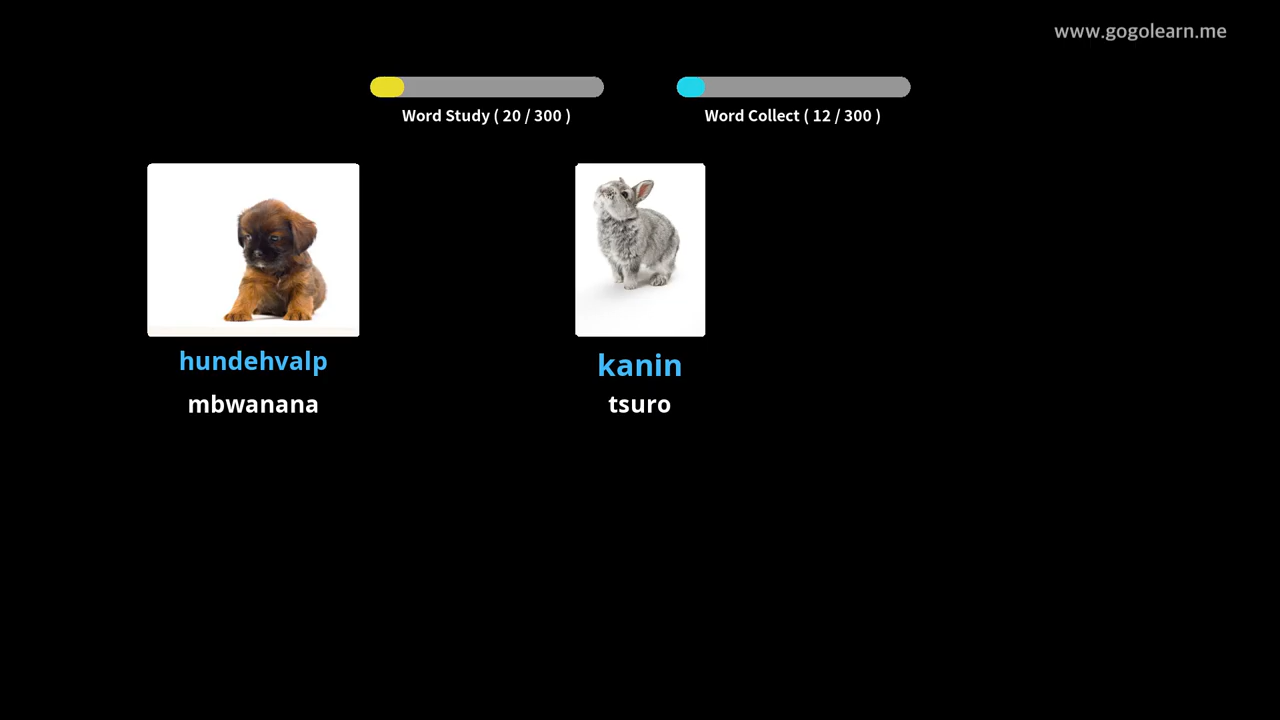 www.gogolearn.me
Word Study ( 20 / 300 )
Word Collect ( 12 / 300 )
hundehvalp
mbwanana
kanin
tsuro